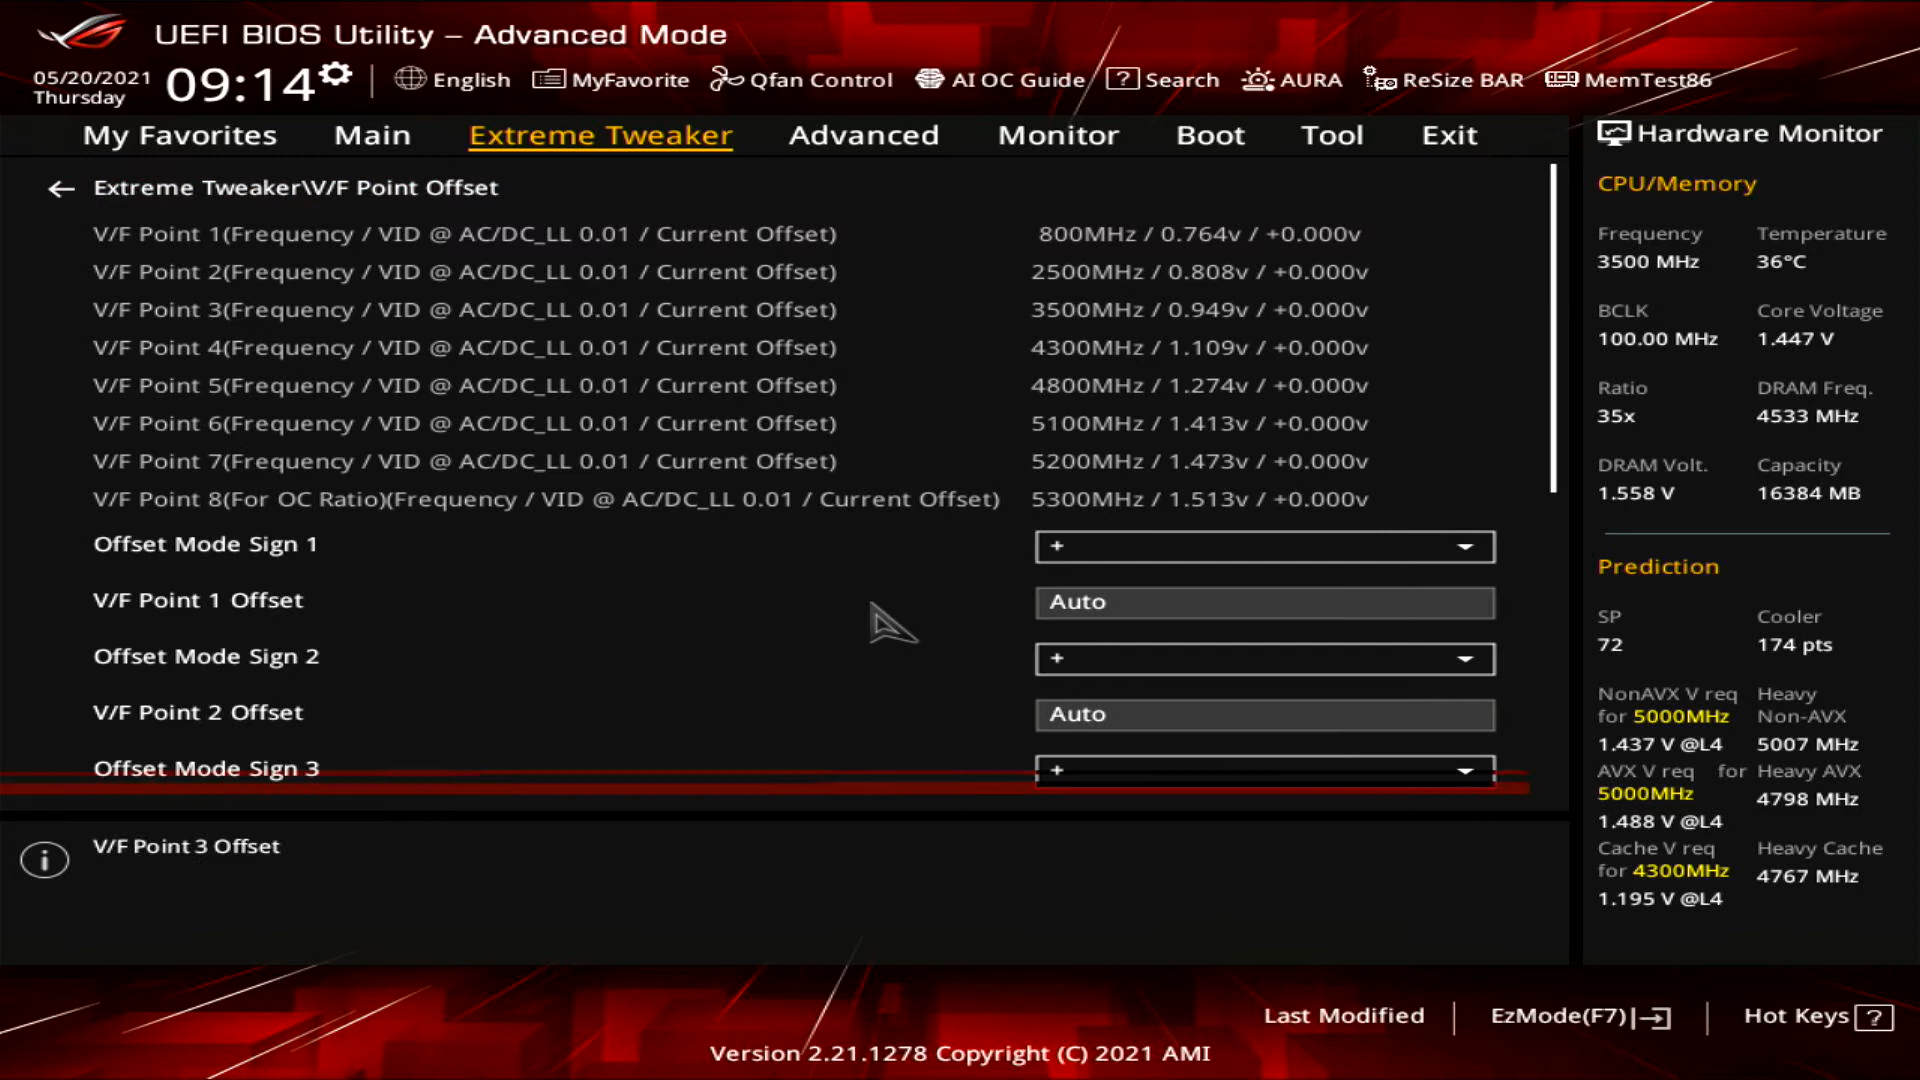 UEFI BIOS Utility – Advanced Mode
05/20/2021
Thursday
09:14
English
MyFavorite
Qfan Control
AI OC Guide
? Search
AURA
ReSize BAR
MemTest86
My Favorites
Main
Extreme Tweaker
Advanced
Monitor
Boot
Tool
Exit
Extreme Tweaker\V/F Point Offset
V/F Point 1(Frequency / VID @ AC/DC_LL 0.01 / Current Offset) 800MHz / 0.764v / +0.000v
V/F Point 2(Frequency / VID @ AC/DC_LL 0.01 / Current Offset) 2500MHz / 0.808v / +0.000v
V/F Point 3(Frequency / VID @ AC/DC_LL 0.01 / Current Offset) 3500MHz / 0.949v / +0.000v
V/F Point 4(Frequency / VID @ AC/DC_LL 0.01 / Current Offset) 4300MHz / 1.109v / +0.000v
V/F Point 5(Frequency / VID @ AC/DC_LL 0.01 / Current Offset) 4800MHz / 1.274v / +0.000v
V/F Point 6(Frequency / VID @ AC/DC_LL 0.01 / Current Offset) 5100MHz / 1.413v / +0.000v
V/F Point 7(Frequency / VID @ AC/DC_LL 0.01 / Current Offset) 5200MHz / 1.473v / +0.000v
V/F Point 8(For OC Ratio)(Frequency / VID @ AC/DC_LL 0.01 / Current Offset) 5300MHz / 1.513v / +0.000v
Offset Mode Sign 1 +
V/F Point 1 Offset Auto
Offset Mode Sign 2 +
V/F Point 2 Offset Auto
Offset Mode Sign 3 +
V/F Point 3 Offset
Hardware Monitor
CPU/Memory
Frequency Temperature
3500 MHz 36°C
BCLK Core Voltage
100.00 MHz 1.447 V
Ratio DRAM Freq.
35x 4533 MHz
DRAM Volt. Capacity
1.558 V 16384 MB
Prediction
SP Cooler
72 174 pts
NonAVX V req Heavy
for 5000MHz Non-AVX
1.437 V @L4 5007 MHz
AVX V req for Heavy AVX
5000MHz 4798 MHz
1.488 V @L4
Cache V req Heavy Cache
for 4300MHz 4767 MHz
1.195 V @L4
Last Modified
EzMode(F7)
Hot Keys ?
Version 2.21.1278 Copyright (C) 2021 AMI